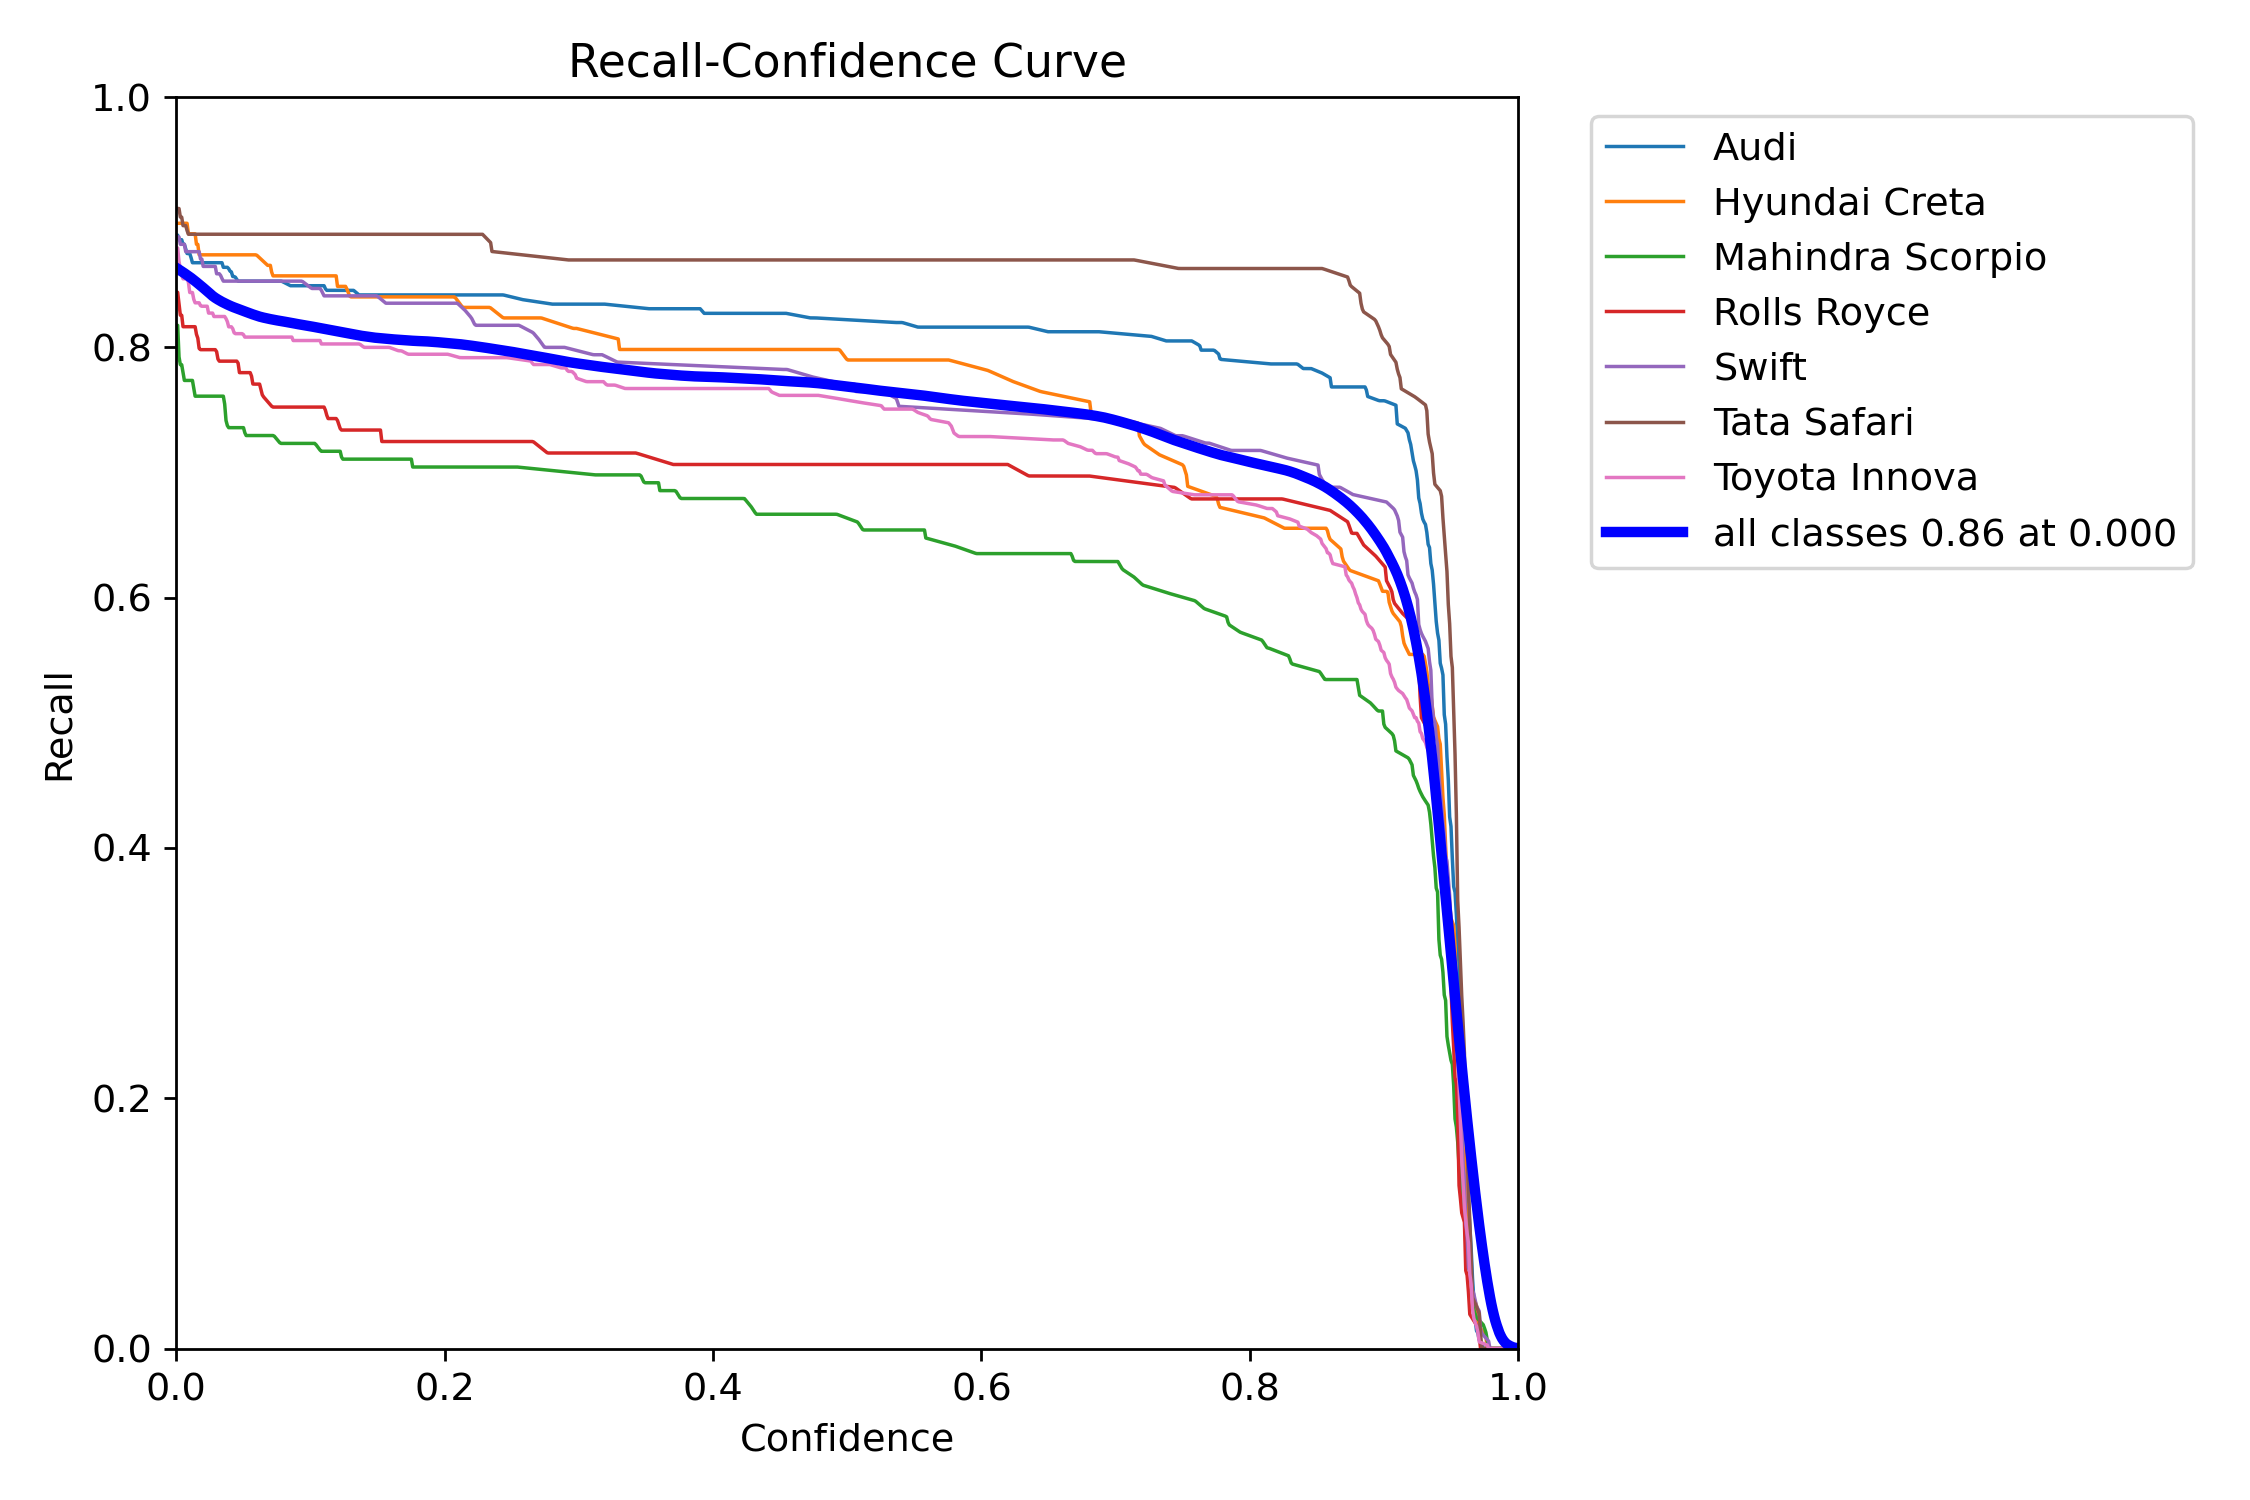 Recall-Confidence Curve
1.0
0.8
0.6
0.4
0.2
0.0
Recall
0.0 0.2 0.4 0.6 0.8 1.0
Confidence
Audi
Hyundai Creta
Mahindra Scorpio
Rolls Royce
Swift
Tata Safari
Toyota Innova
all classes 0.86 at 0.000